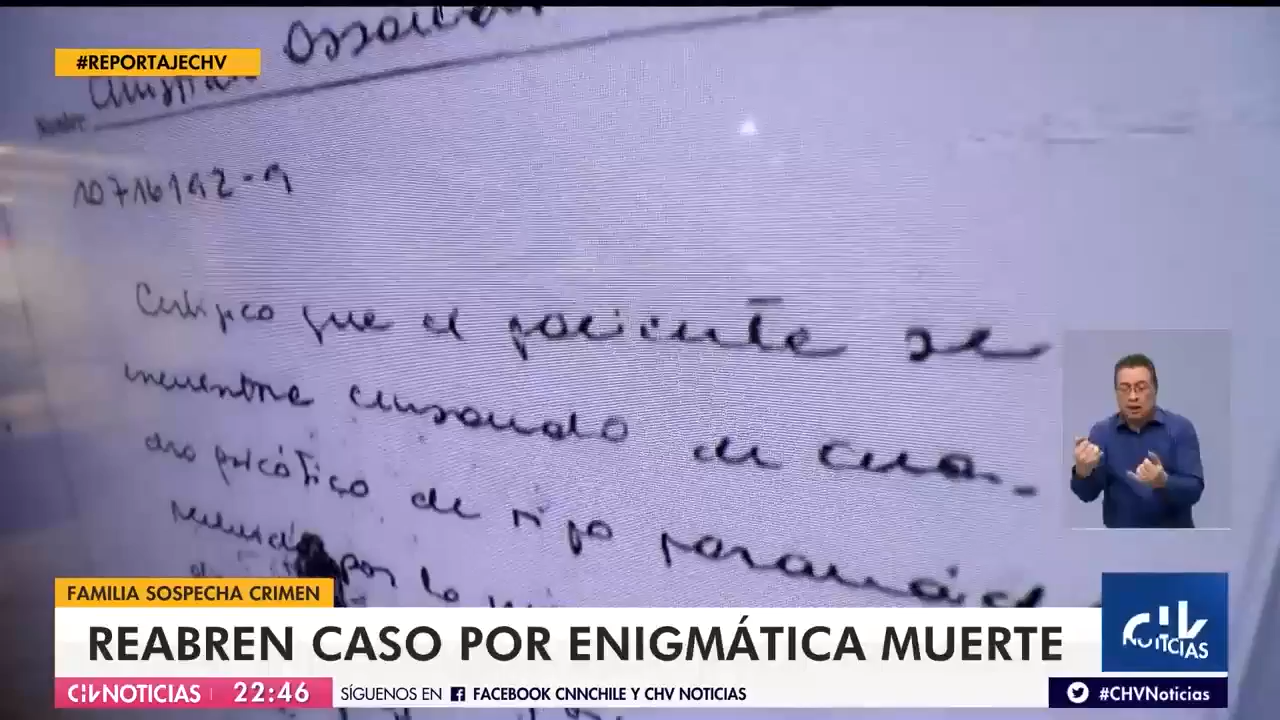 #REPORTAJECHV
Nombre:
10716192-9
Certifico que el paciente se
encuentra cursando de cua-
dro psicótico de tipo
por lo
FAMILIA SOSPECHA CRIMEN
REABREN CASO POR ENIGMÁTICA MUERTE
CHV NOTICIAS
CHV NOTICIAS 22:46 SÍGUENOS EN FACEBOOK CNNCHILE Y CHV NOTICIAS #CHVNoticias